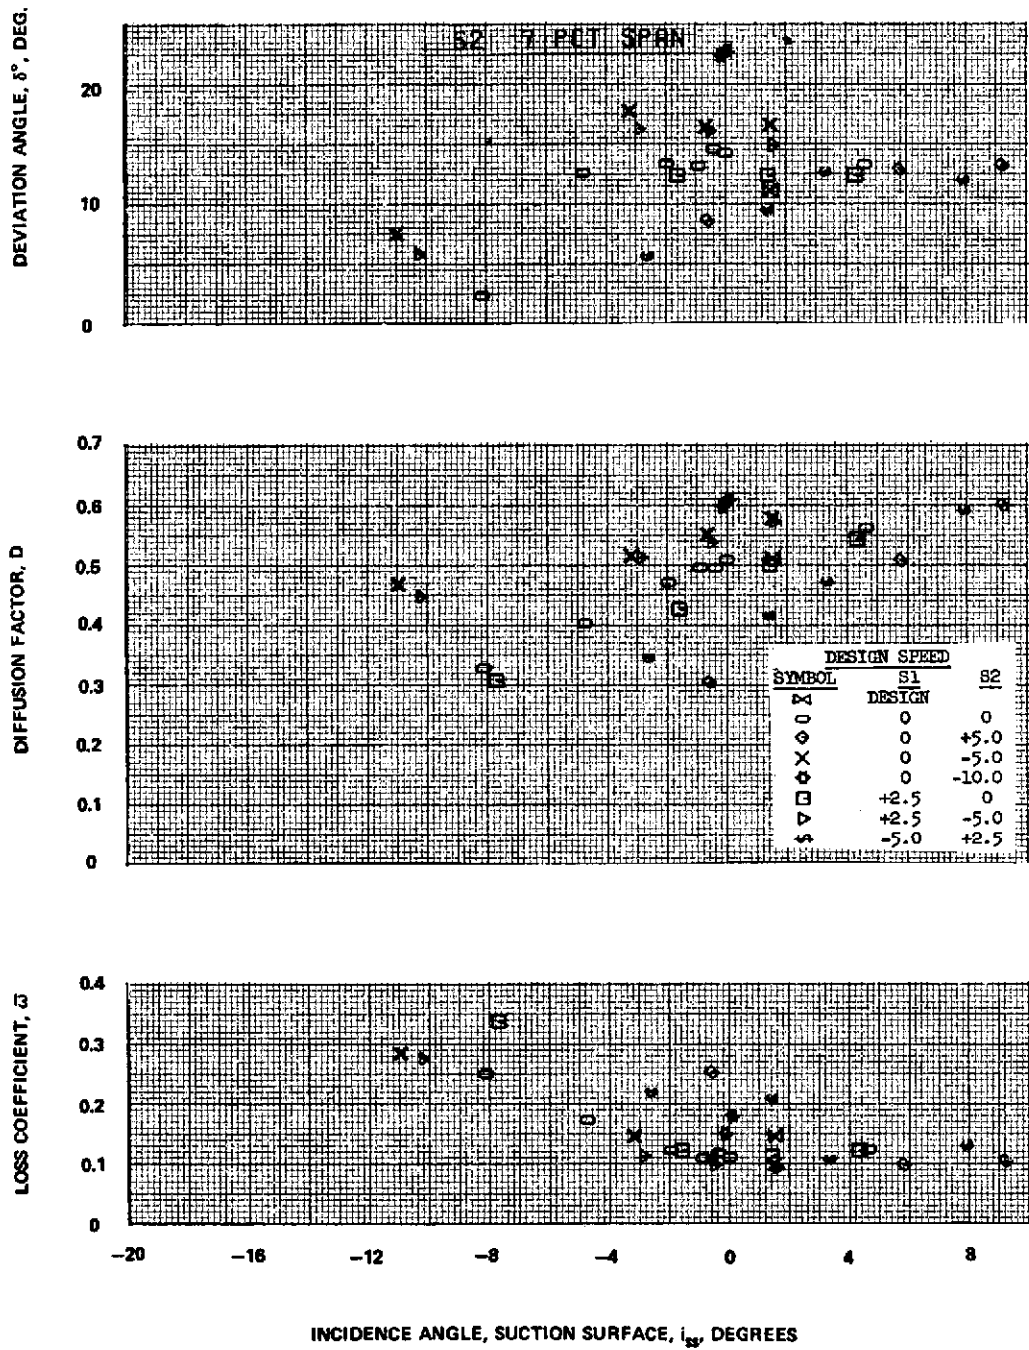 S2 7 PCT SPAN
DEVIATION ANGLE, δ°, DEG.
20
10
0
DIFFUSION FACTOR, D
0.7
0.6
0.5
0.4
0.3
0.2
0.1
0
DESIGN SPEED
SYMBOL S1 S2
DESIGN
0 0
0 +5.0
0 -5.0
0 -10.0
+2.5 0
+2.5 -5.0
-5.0 +2.5
LOSS COEFFICIENT, ω̄
0.4
0.3
0.2
0.1
0
−20 −16 −12 −8 −4 0 4 8
INCIDENCE ANGLE, SUCTION SURFACE, iss, DEGREES